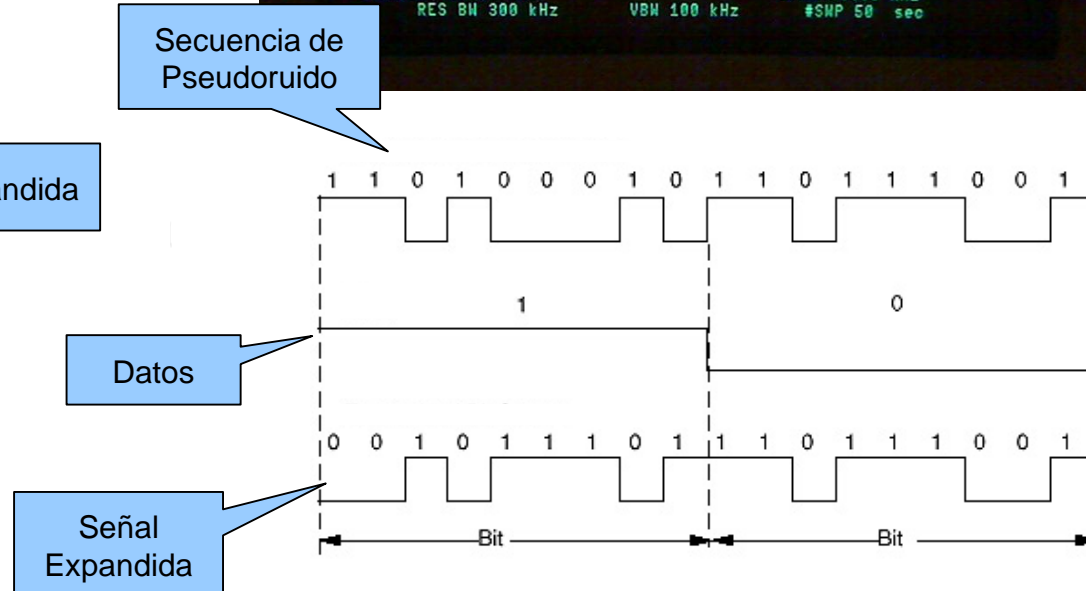 RES BW 300 kHz VBW 100 kHz #SWP 50 sec
Secuencia de
Pseudoruido
1 1 0 1 0 0 0 1 0 1 1 0 1 1 1 0 0 1
1 0
Datos
0 0 1 0 1 1 1 0 1 1 1 0 1 1 1 0 0 1
Señal
Expandida
Bit Bit